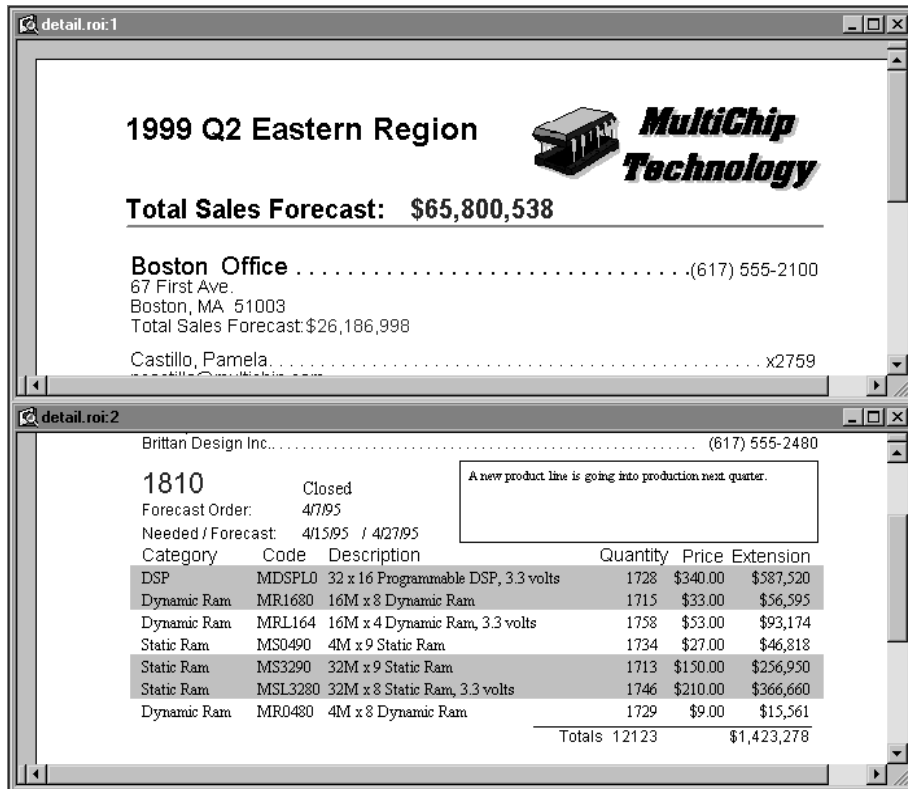 detail.roi:1
1999 Q2 Eastern Region
MultiChip
Technology
Total Sales Forecast: $65,800,538
Boston Office . . . . . . . . . . . . . . . . . . . . . . . . . . . . . . . . . .(617) 555-2100
67 First Ave.
Boston, MA 51003
Total Sales Forecast:$26,186,998
Castillo, Pamela. . . . . . . . . . . . . . . . . . . . . . . . . . . . . . . . . . . . . . . . . . . . . . . . . x2759
detail.roi:2
Brittan Design Inc.. . . . . . . . . . . . . . . . . . . . . . . . . . . . . . . . . . . . . . . . . . . . . . . . (617) 555-2480
1810 Closed
A new product line is going into production next quarter.
Forecast Order: 4/7/95
Needed / Forecast: 4/15/95 / 4/27/95
Category Code Description Quantity Price Extension
DSP MDSPL0 32 x 16 Programmable DSP, 3.3 volts 1728 $340.00 $587,520
Dynamic Ram MR1680 16M x 8 Dynamic Ram 1715 $33.00 $56,595
Dynamic Ram MRL164 16M x 4 Dynamic Ram, 3.3 volts 1758 $53.00 $93,174
Static Ram MS0490 4M x 9 Static Ram 1734 $27.00 $46,818
Static Ram MS3290 32M x 9 Static Ram 1713 $150.00 $256,950
Static Ram MSL3280 32M x 8 Static Ram, 3.3 volts 1746 $210.00 $366,660
Dynamic Ram MR0480 4M x 8 Dynamic Ram 1729 $9.00 $15,561
Totals 12123 $1,423,278